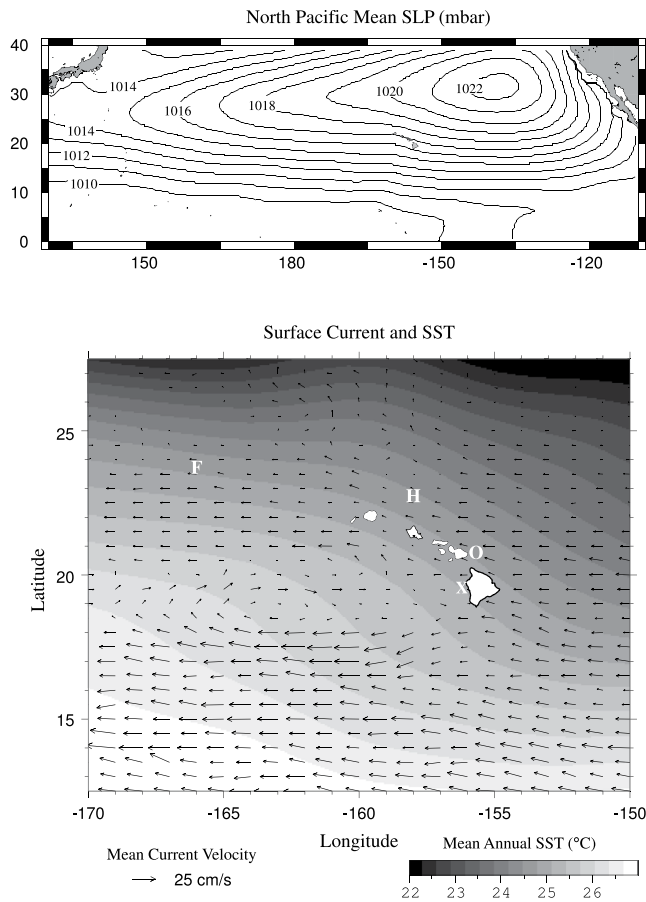 North Pacific Mean SLP (mbar)
40
30
20
10
0
1014
1016
1018
1020
1022
1014
1012
1010
150 180 -150 -120
Surface Current and SST
25
20
15
Latitude
F
H
O
X
-170 -165 -160 -155 -150
Longitude
Mean Current Velocity
25 cm/s
Mean Annual SST (°C)
22 23 24 25 26